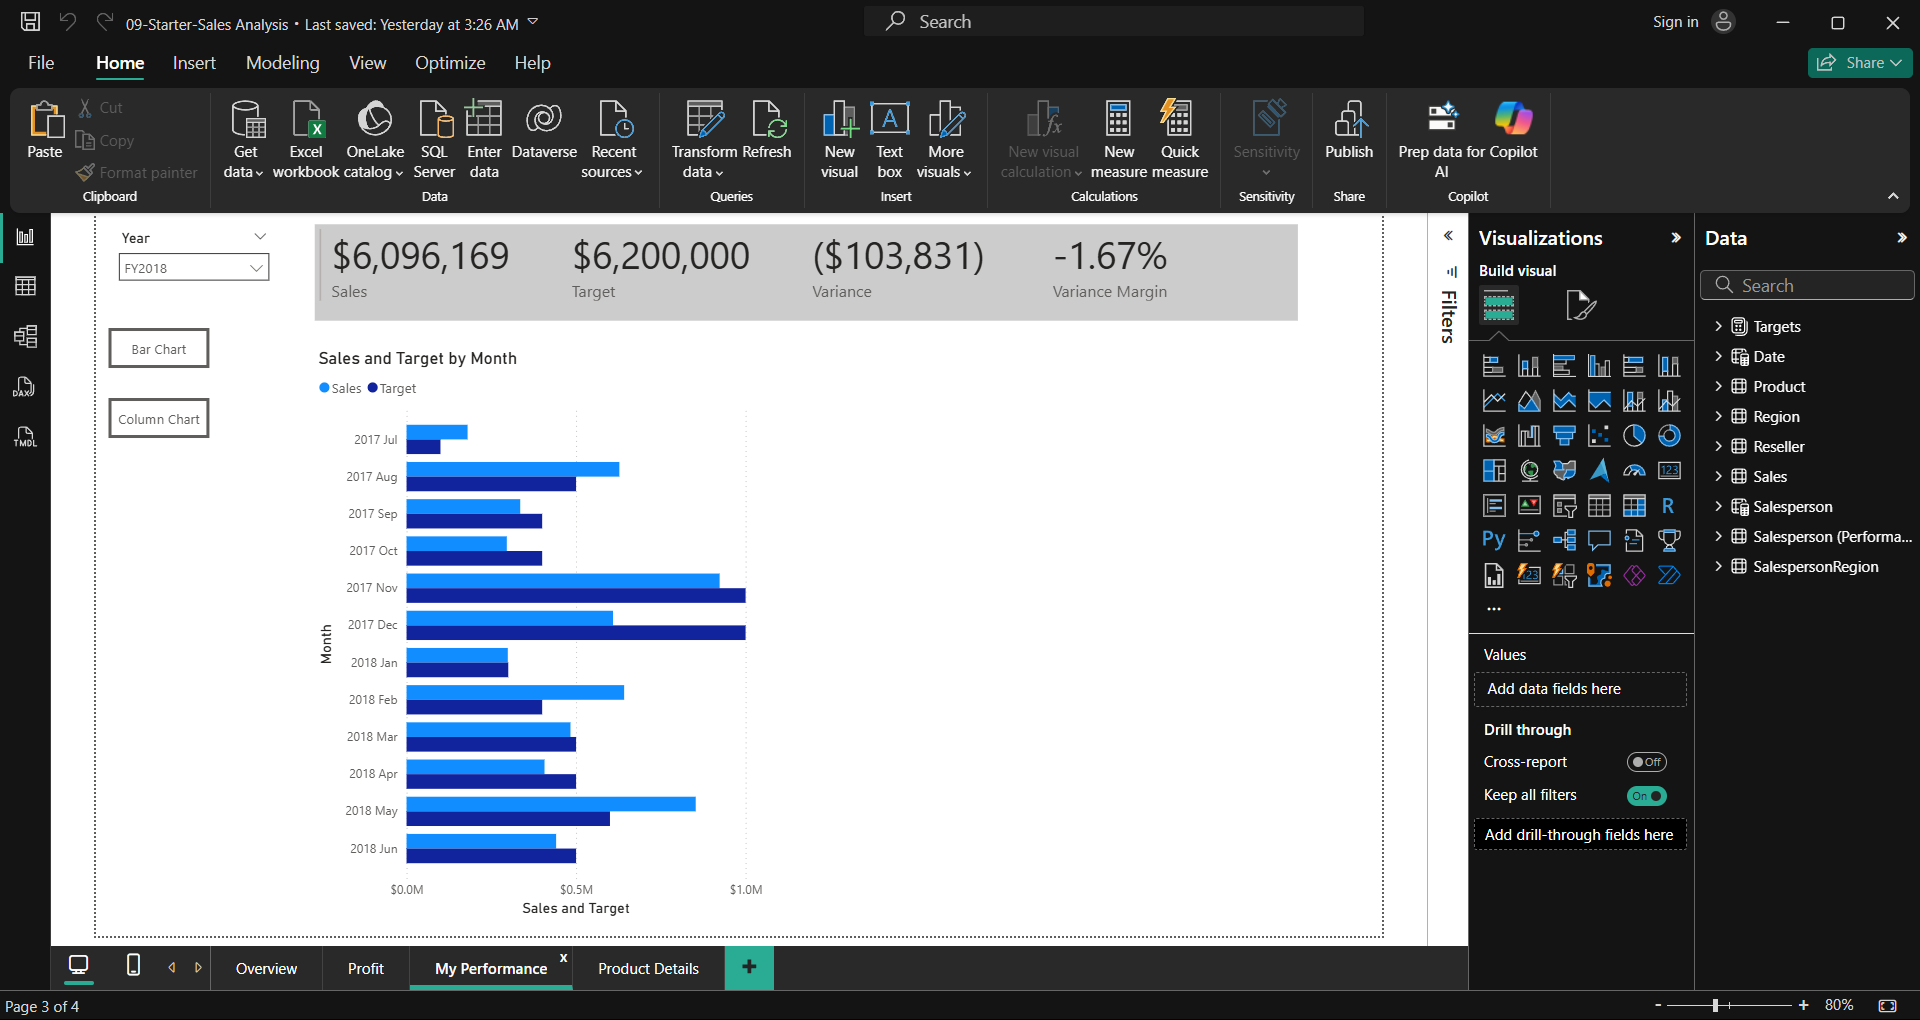 09-Starter-Sales Analysis • Last saved: Yesterday at 3:26 AM
Search
Sign in
File Home Insert Modeling View Optimize Help
Share
Paste
Cut
Copy
Format painter
Clipboard
Get data
Excel workbook
OneLake catalog
SQL Server
Enter data
Dataverse
Recent sources
Data
Transform data
Refresh
Queries
New visual
Text box
More visuals
Insert
New visual calculation
New measure
Quick measure
Calculations
Sensitivity
Sensitivity
Publish
Share
Prep data for AI
Copilot
Copilot
DAX
TMDL
Year
FY2018
$6,096,169
Sales
$6,200,000
Target
($103,831)
Variance
-1.67%
Variance Margin
Bar Chart
Column Chart
Sales and Target by Month
Sales Target
Month
2017 Jul
2017 Aug
2017 Sep
2017 Oct
2017 Nov
2017 Dec
2018 Jan
2018 Feb
2018 Mar
2018 Apr
2018 May
2018 Jun
$0.0M $0.5M $1.0M
Sales and Target
Filters
Visualizations
Build visual
123
R
Py
123
...
Values
Add data fields here
Drill through
Cross-report
Off
Keep all filters
On
Add drill-through fields here
Data
Search
Targets
Date
Product
Region
Reseller
Sales
Salesperson
Salesperson (Performa...
SalespersonRegion
Overview Profit My Performance x Product Details +
Page 3 of 4
- + 80%